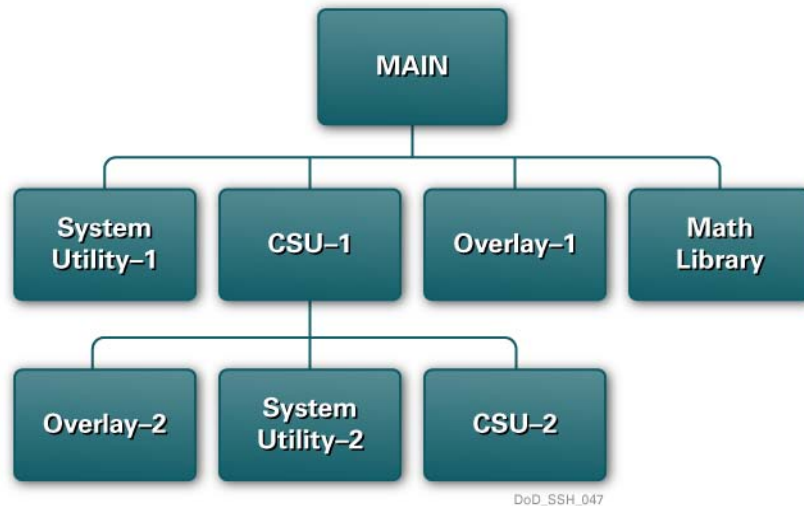 MAIN
System
Utility–1
CSU–1
Overlay–1
Math
Library
Overlay–2
System
Utility–2
CSU–2
DoD_SSH_047